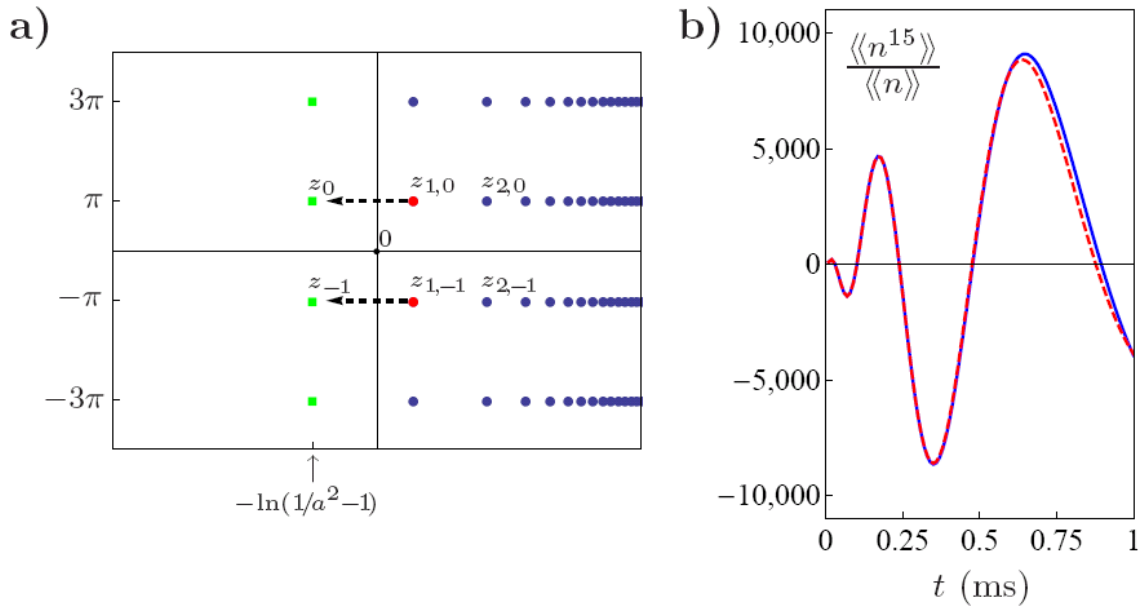 a)
3π
π
−π
−3π
z₀
z₁,₀
z₂,₀
0
z₋₁
z₁,₋₁
z₂,₋₁
−ln(1/a²−1)
b)
10,000
5,000
0
−5,000
−10,000
⟪n¹⁵⟫
⟪n⟫
0
0.25
0.5
0.75
1
t (ms)